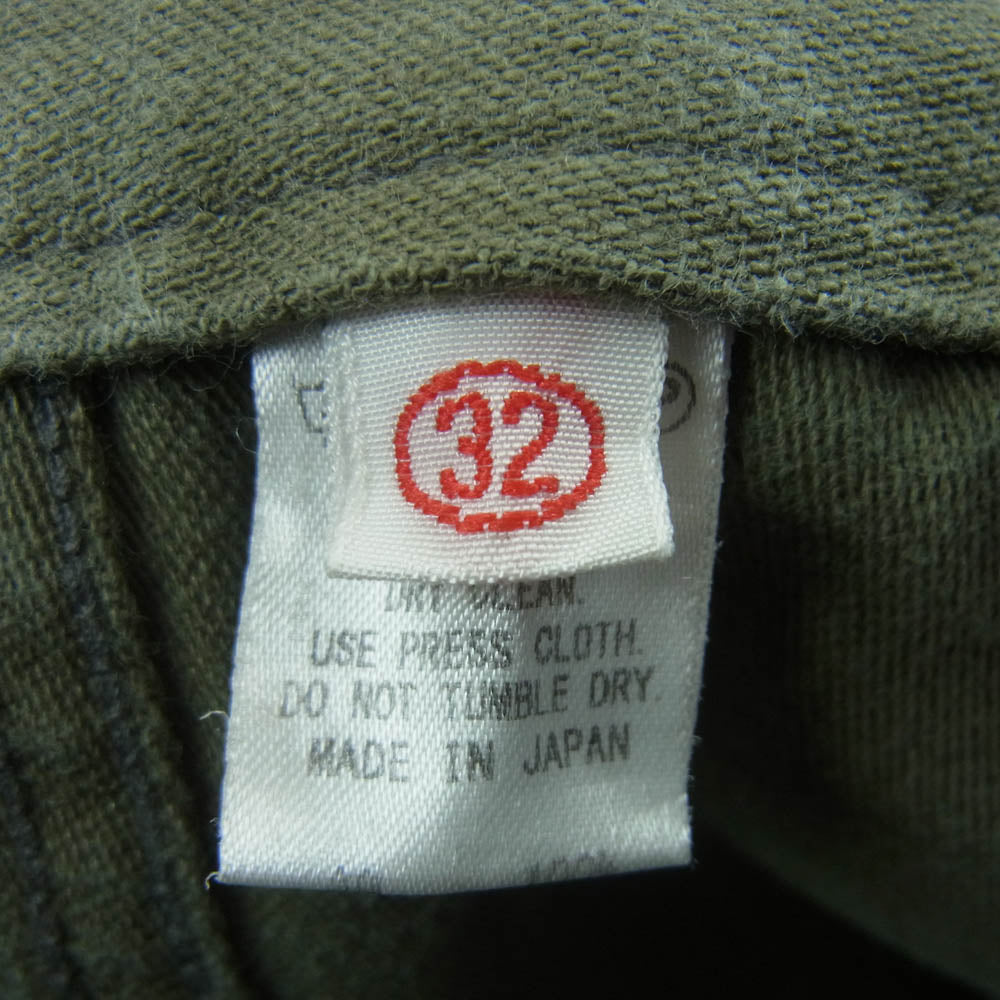 32
DRY CLEAN.
USE PRESS CLOTH.
DO NOT TUMBLE DRY.
MADE IN JAPAN